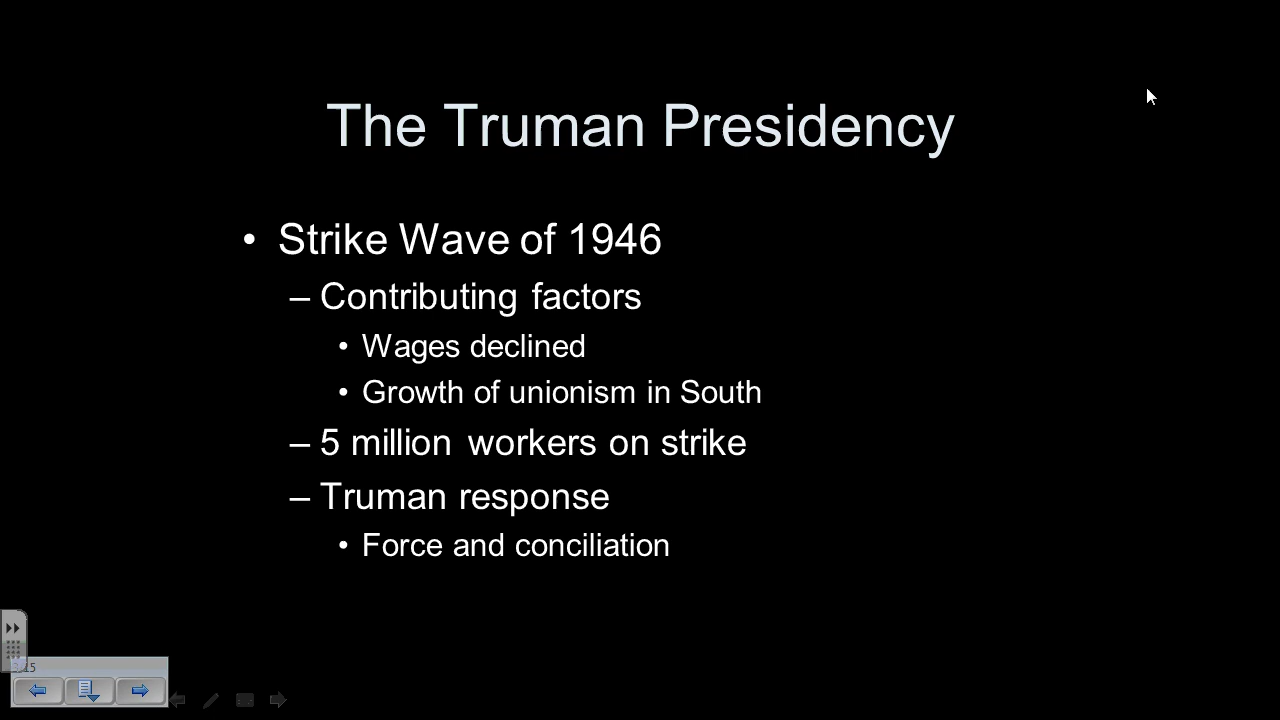 The Truman Presidency
• Strike Wave of 1946
– Contributing factors
• Wages declined
• Growth of unionism in South
– 5 million workers on strike
– Truman response
• Force and conciliation